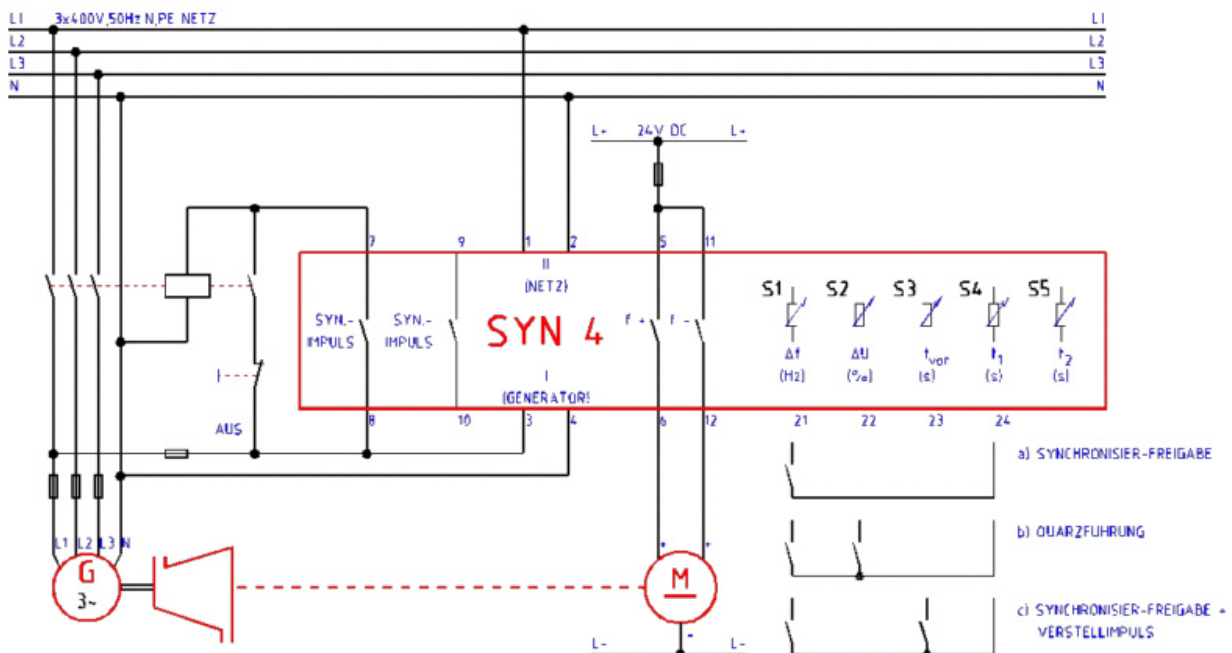 L1 3x400V,50Hz N,PE NETZ L1
L2 L2
L3 L3
N N
L+ 24V DC L+
7 9 1 2 5 11
II
(NETZ)
S1 S2 S3 S4 S5
SYN.-
IMPULS
SYN.-
IMPULS
SYN 4
f + f -
Δf ΔU tvor t1 t2
(Hz) (%) (s) (s) (s)
I
(GENERATOR)
AUS
8 10 3 4 6 12 21 22 23 24
a) SYNCHRONISIER-FREIGABE
L1 L2 L3 N
b) QUARZFÜHRUNG
G
3~
+ +
M
-
c) SYNCHRONISIER-FREIGABE +
VERSTELLIMPULS
L- L-